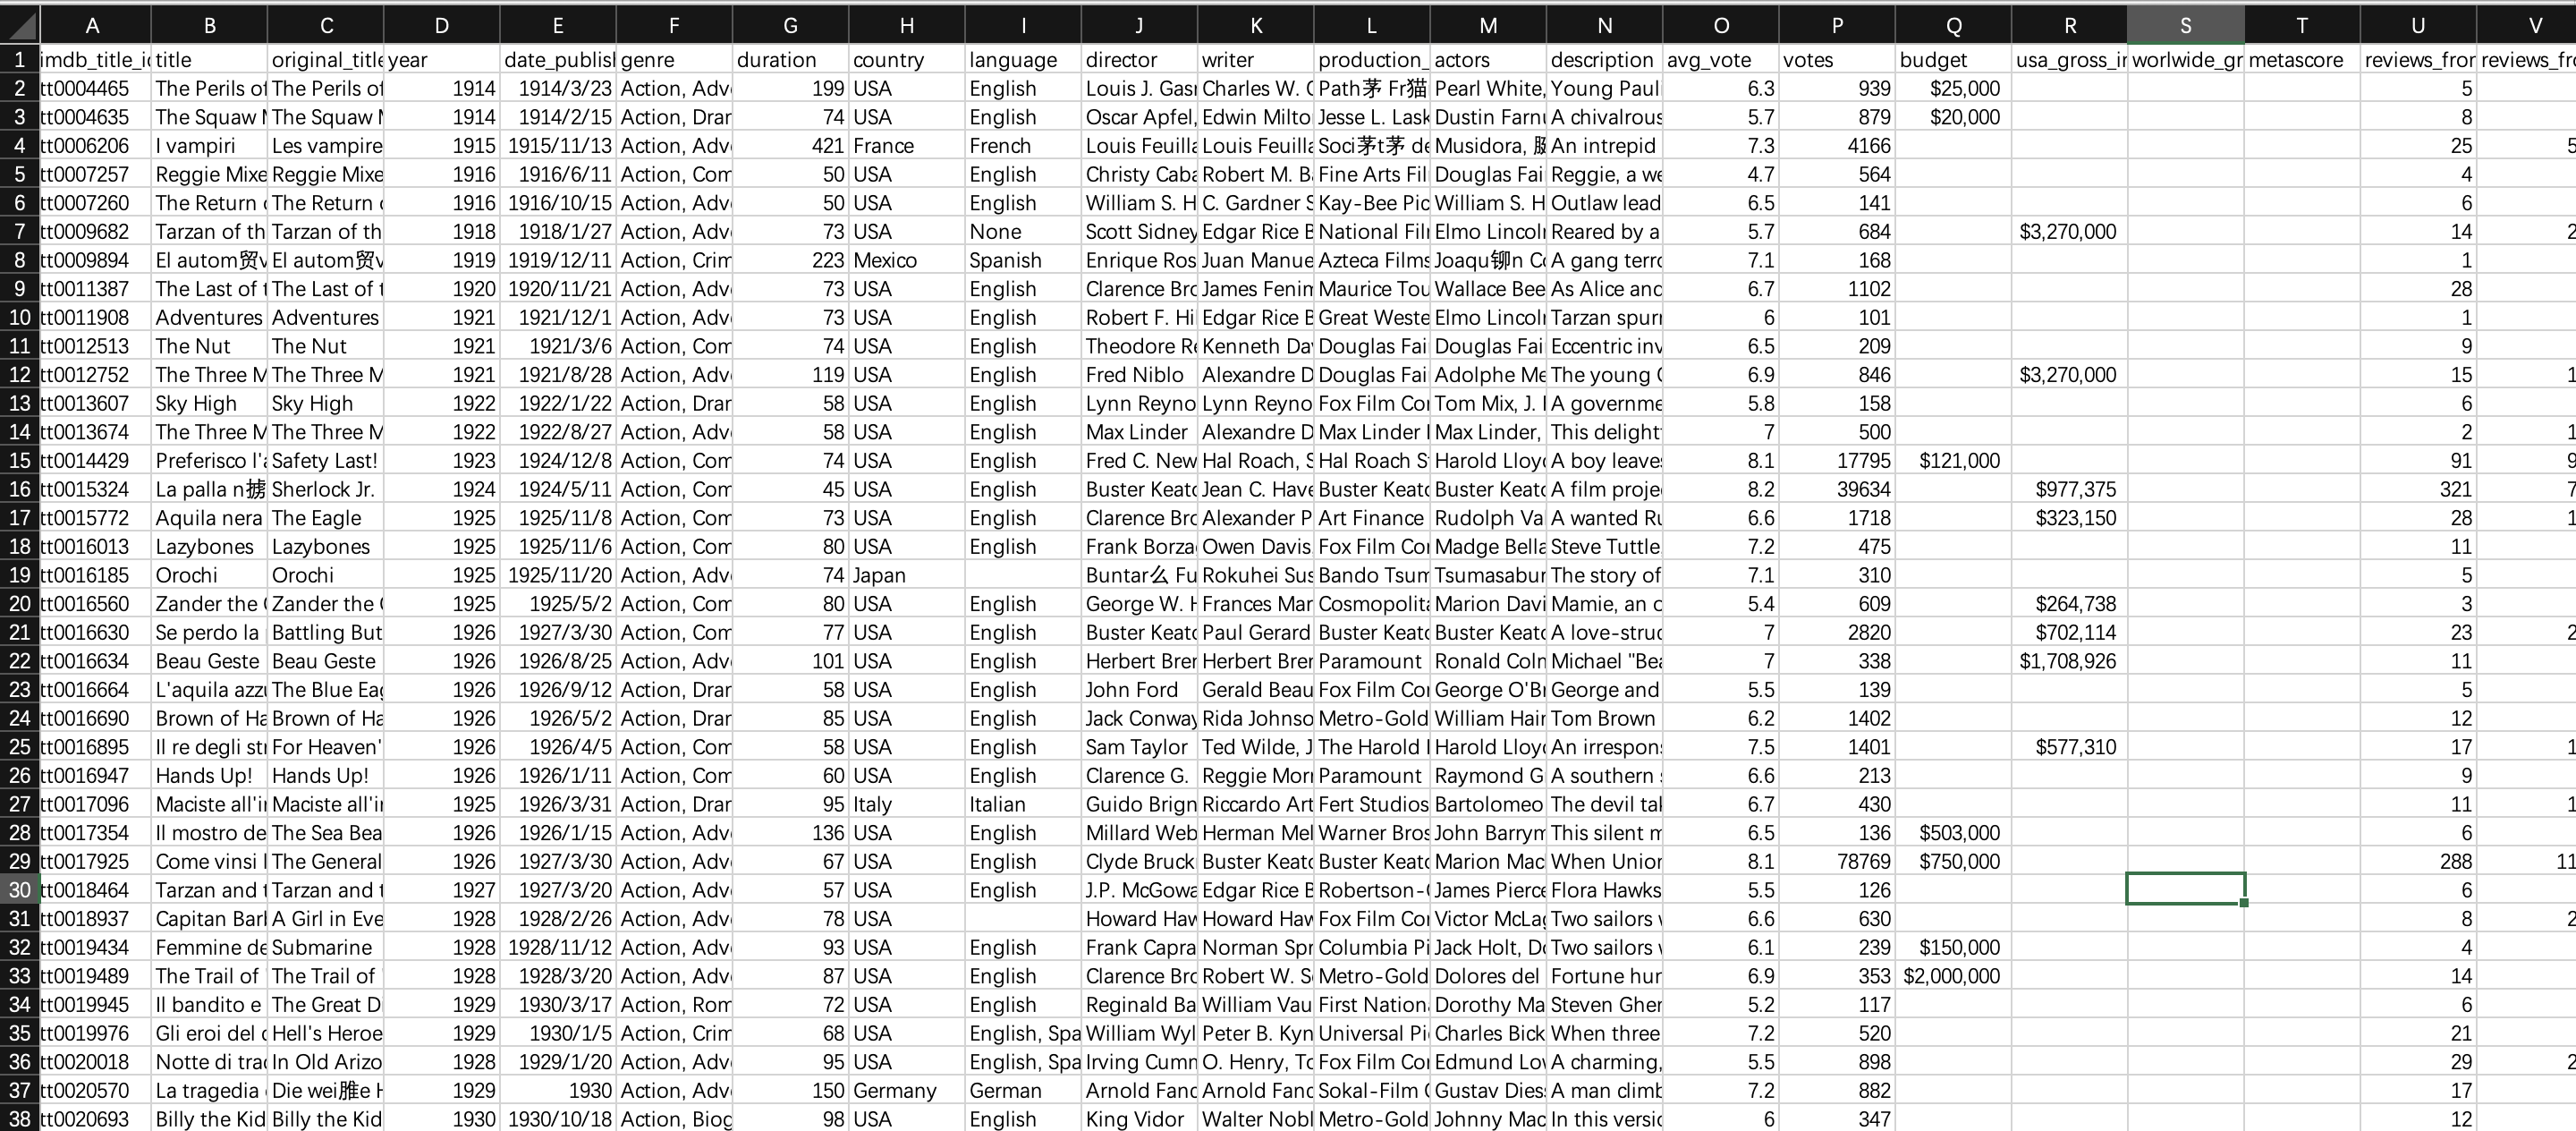 A B C D E F G H I J K L M N O P Q R S T U V
1 imdb_title_i title original_title year date_publis genre duration country language director writer production_ actors description avg_vote votes budget usa_gross_i worlwide_gr metascore reviews_fror reviews_fro
2 tt0004465 The Perils of The Perils of 1914 1914/3/23 Action, Adv 199 USA English Louis J. Gas Charles W. Path茅 Fr猫 Pearl White, Young Paul 6.3 939 $25,000 5
3 tt0004635 The Squaw The Squaw 1914 1914/2/15 Action, Drar 74 USA English Oscar Apfel, Edwin Milto Jesse L. Lask Dustin Farn A chivalrous 5.7 879 $20,000 8
4 tt0006206 I vampiri Les vampire 1915 1915/11/13 Action, Adv 421 France French Louis Feuilla Louis Feuilla Soci茅t茅 de Musidora, An intrepid 7.3 4166 25 5
5 tt0007257 Reggie Mixe Reggie Mixe 1916 1916/6/11 Action, Com 50 USA English Christy Caba Robert M. B Fine Arts Fil Douglas Fai Reggie, a we 4.7 564 4
6 tt0007260 The Return The Return 1916 1916/10/15 Action, Adv 50 USA English William S. H C. Gardner S Kay-Bee Pic William S. H Outlaw lead 6.5 141 6
7 tt0009682 Tarzan of th Tarzan of th 1918 1918/1/27 Action, Adv 73 USA None Scott Sidney Edgar Rice B National Fil Elmo Lincol Reared by a 5.7 684 $3,270,000 14 2
8 tt0009894 El autom贸v El autom贸v 1919 1919/12/11 Action, Crim 223 Mexico Spanish Enrique Ros Juan Manue Azteca Films Joaqu铆n Co A gang terro 7.1 168 1
9 tt0011387 The Last of t The Last of t 1920 1920/11/21 Action, Adv 73 USA English Clarence Bro James Fenim Maurice Tou Wallace Bee As Alice and 6.7 1102 28
10 tt0011908 Adventures Adventures 1921 1921/12/1 Action, Adv 73 USA English Robert F. Hi Edgar Rice B Great Weste Elmo Lincol Tarzan spur 6 101 1
11 tt0012513 The Nut The Nut 1921 1921/3/6 Action, Com 74 USA English Theodore Re Kenneth Da Douglas Fai Douglas Fai Eccentric inv 6.5 209 9
12 tt0012752 The Three M The Three M 1921 1921/8/28 Action, Adv 119 USA English Fred Niblo Alexandre D Douglas Fai Adolphe Me The young 6.9 846 $3,270,000 15 1
13 tt0013607 Sky High Sky High 1922 1922/1/22 Action, Drar 58 USA English Lynn Reyno Lynn Reyno Fox Film Co Tom Mix, J. A governme 5.8 158 6
14 tt0013674 The Three M The Three M 1922 1922/8/27 Action, Adv 58 USA English Max Linder Alexandre D Max Linder Max Linder, This delight 7 500 2 1
15 tt0014429 Preferisco l'a Safety Last! 1923 1924/12/8 Action, Com 74 USA English Fred C. New Hal Roach, S Hal Roach S Harold Lloy A boy leave 8.1 17795 $121,000 91 9
16 tt0015324 La palla n Sherlock Jr. 1924 1924/5/11 Action, Com 45 USA English Buster Keato Jean C. Have Buster Keato Buster Keato A film proje 8.2 39634 $977,375 321 7
17 tt0015772 Aquila nera The Eagle 1925 1925/11/8 Action, Com 73 USA English Clarence Bro Alexander P Art Finance Rudolph Va A wanted Ru 6.6 1718 $323,150 28 1
18 tt0016013 Lazybones Lazybones 1925 1925/11/6 Action, Com 80 USA English Frank Borza Owen Davis Fox Film Co Madge Bella Steve Tuttle 7.2 475 11
19 tt0016185 Orochi Orochi 1925 1925/11/20 Action, Adv 74 Japan Buntar么 Fu Rokuhei Sus Bando Tsum Tsumasabur The story of 7.1 310 5
20 tt0016560 Zander the Zander the 1925 1925/5/2 Action, Com 80 USA English George W. H Frances Mar Cosmopolita Marion Davi Mamie, an o 5.4 609 $264,738 3
21 tt0016630 Se perdo la Battling But 1926 1927/3/30 Action, Com 77 USA English Buster Keato Paul Gerard Buster Keato Buster Keato A love-struc 7 2820 $702,114 23 2
22 tt0016634 Beau Geste Beau Geste 1926 1926/8/25 Action, Adv 101 USA English Herbert Bre Herbert Bre Paramount Ronald Coln Michael "Bea 7 338 $1,708,926 11
23 tt0016664 L'aquila azzu The Blue Eag 1926 1926/9/12 Action, Drar 58 USA English John Ford Gerald Beau Fox Film Co George O'Br George and 5.5 139 5
24 tt0016690 Brown of Ha Brown of Ha 1926 1926/5/2 Action, Drar 85 USA English Jack Conway Rida Johnso Metro-Gold William Hain Tom Brown 6.2 1402 12
25 tt0016895 Il re degli str For Heaven' 1926 1926/4/5 Action, Com 58 USA English Sam Taylor Ted Wilde, J The Harold Harold Lloy An irrespon 7.5 1401 $577,310 17 1
26 tt0016947 Hands Up! Hands Up! 1926 1926/1/11 Action, Com 60 USA English Clarence G. Reggie Morr Paramount Raymond G A southern 6.6 213 9
27 tt0017096 Maciste all'i Maciste all'i 1925 1926/3/31 Action, Drar 95 Italy Italian Guido Brign Riccardo Art Fert Studios Bartolomeo The devil tak 6.7 430 11 1
28 tt0017354 Il mostro de The Sea Bea 1926 1926/1/15 Action, Adv 136 USA English Millard Web Herman Mel Warner Bros John Barrym This silent m 6.5 136 $503,000 6
29 tt0017925 Come vinsi l The General 1926 1927/3/30 Action, Adv 67 USA English Clyde Bruck Buster Keato Buster Keato Marion Mac When Union 8.1 78769 $750,000 288 11
30 tt0018464 Tarzan and t Tarzan and t 1927 1927/3/20 Action, Adv 57 USA English J.P. McGowa Edgar Rice B Robertson- James Pierce Flora Hawks 5.5 126 6
31 tt0018937 Capitan Barl A Girl in Eve 1928 1928/2/26 Action, Adv 78 USA Howard Haw Howard Haw Fox Film Co Victor McLa Two sailors 6.6 630 8 2
32 tt0019434 Femmine de Submarine 1928 1928/11/12 Action, Adv 93 USA English Frank Capra Norman Spr Columbia Pi Jack Holt, Do Two sailors 6.1 239 $150,000 4
33 tt0019489 The Trail of The Trail of 1928 1928/3/20 Action, Adv 87 USA English Clarence Bro Robert W. S Metro-Gold Dolores del Fortune hun 6.9 353 $2,000,000 14
34 tt0019945 Il bandito e The Great D 1929 1930/3/17 Action, Rom 72 USA English Reginald Ba William Vau First Nation Dorothy Ma Steven Gher 5.2 117 6
35 tt0019976 Gli eroi del Hell's Heroe 1929 1930/1/5 Action, Crim 68 USA English, Spa William Wyl Peter B. Kyn Universal Pi Charles Bick When three 7.2 520 21
36 tt0020018 Notte di trad In Old Arizo 1928 1929/1/20 Action, Adv 95 USA English, Spa Irving Cumm O. Henry, To Fox Film Co Edmund Lo A charming, 5.5 898 29 2
37 tt0020570 La tragedia Die wei脽e H 1929 1930 Action, Adv 150 Germany German Arnold Fanc Arnold Fanc Sokal-Film Gustav Dies A man climb 7.2 882 17
38 tt0020693 Billy the Kid Billy the Kid 1930 1930/10/18 Action, Biog 98 USA English King Vidor Walter Nobl Metro-Gold Johnny Mac In this versi 6 347 12